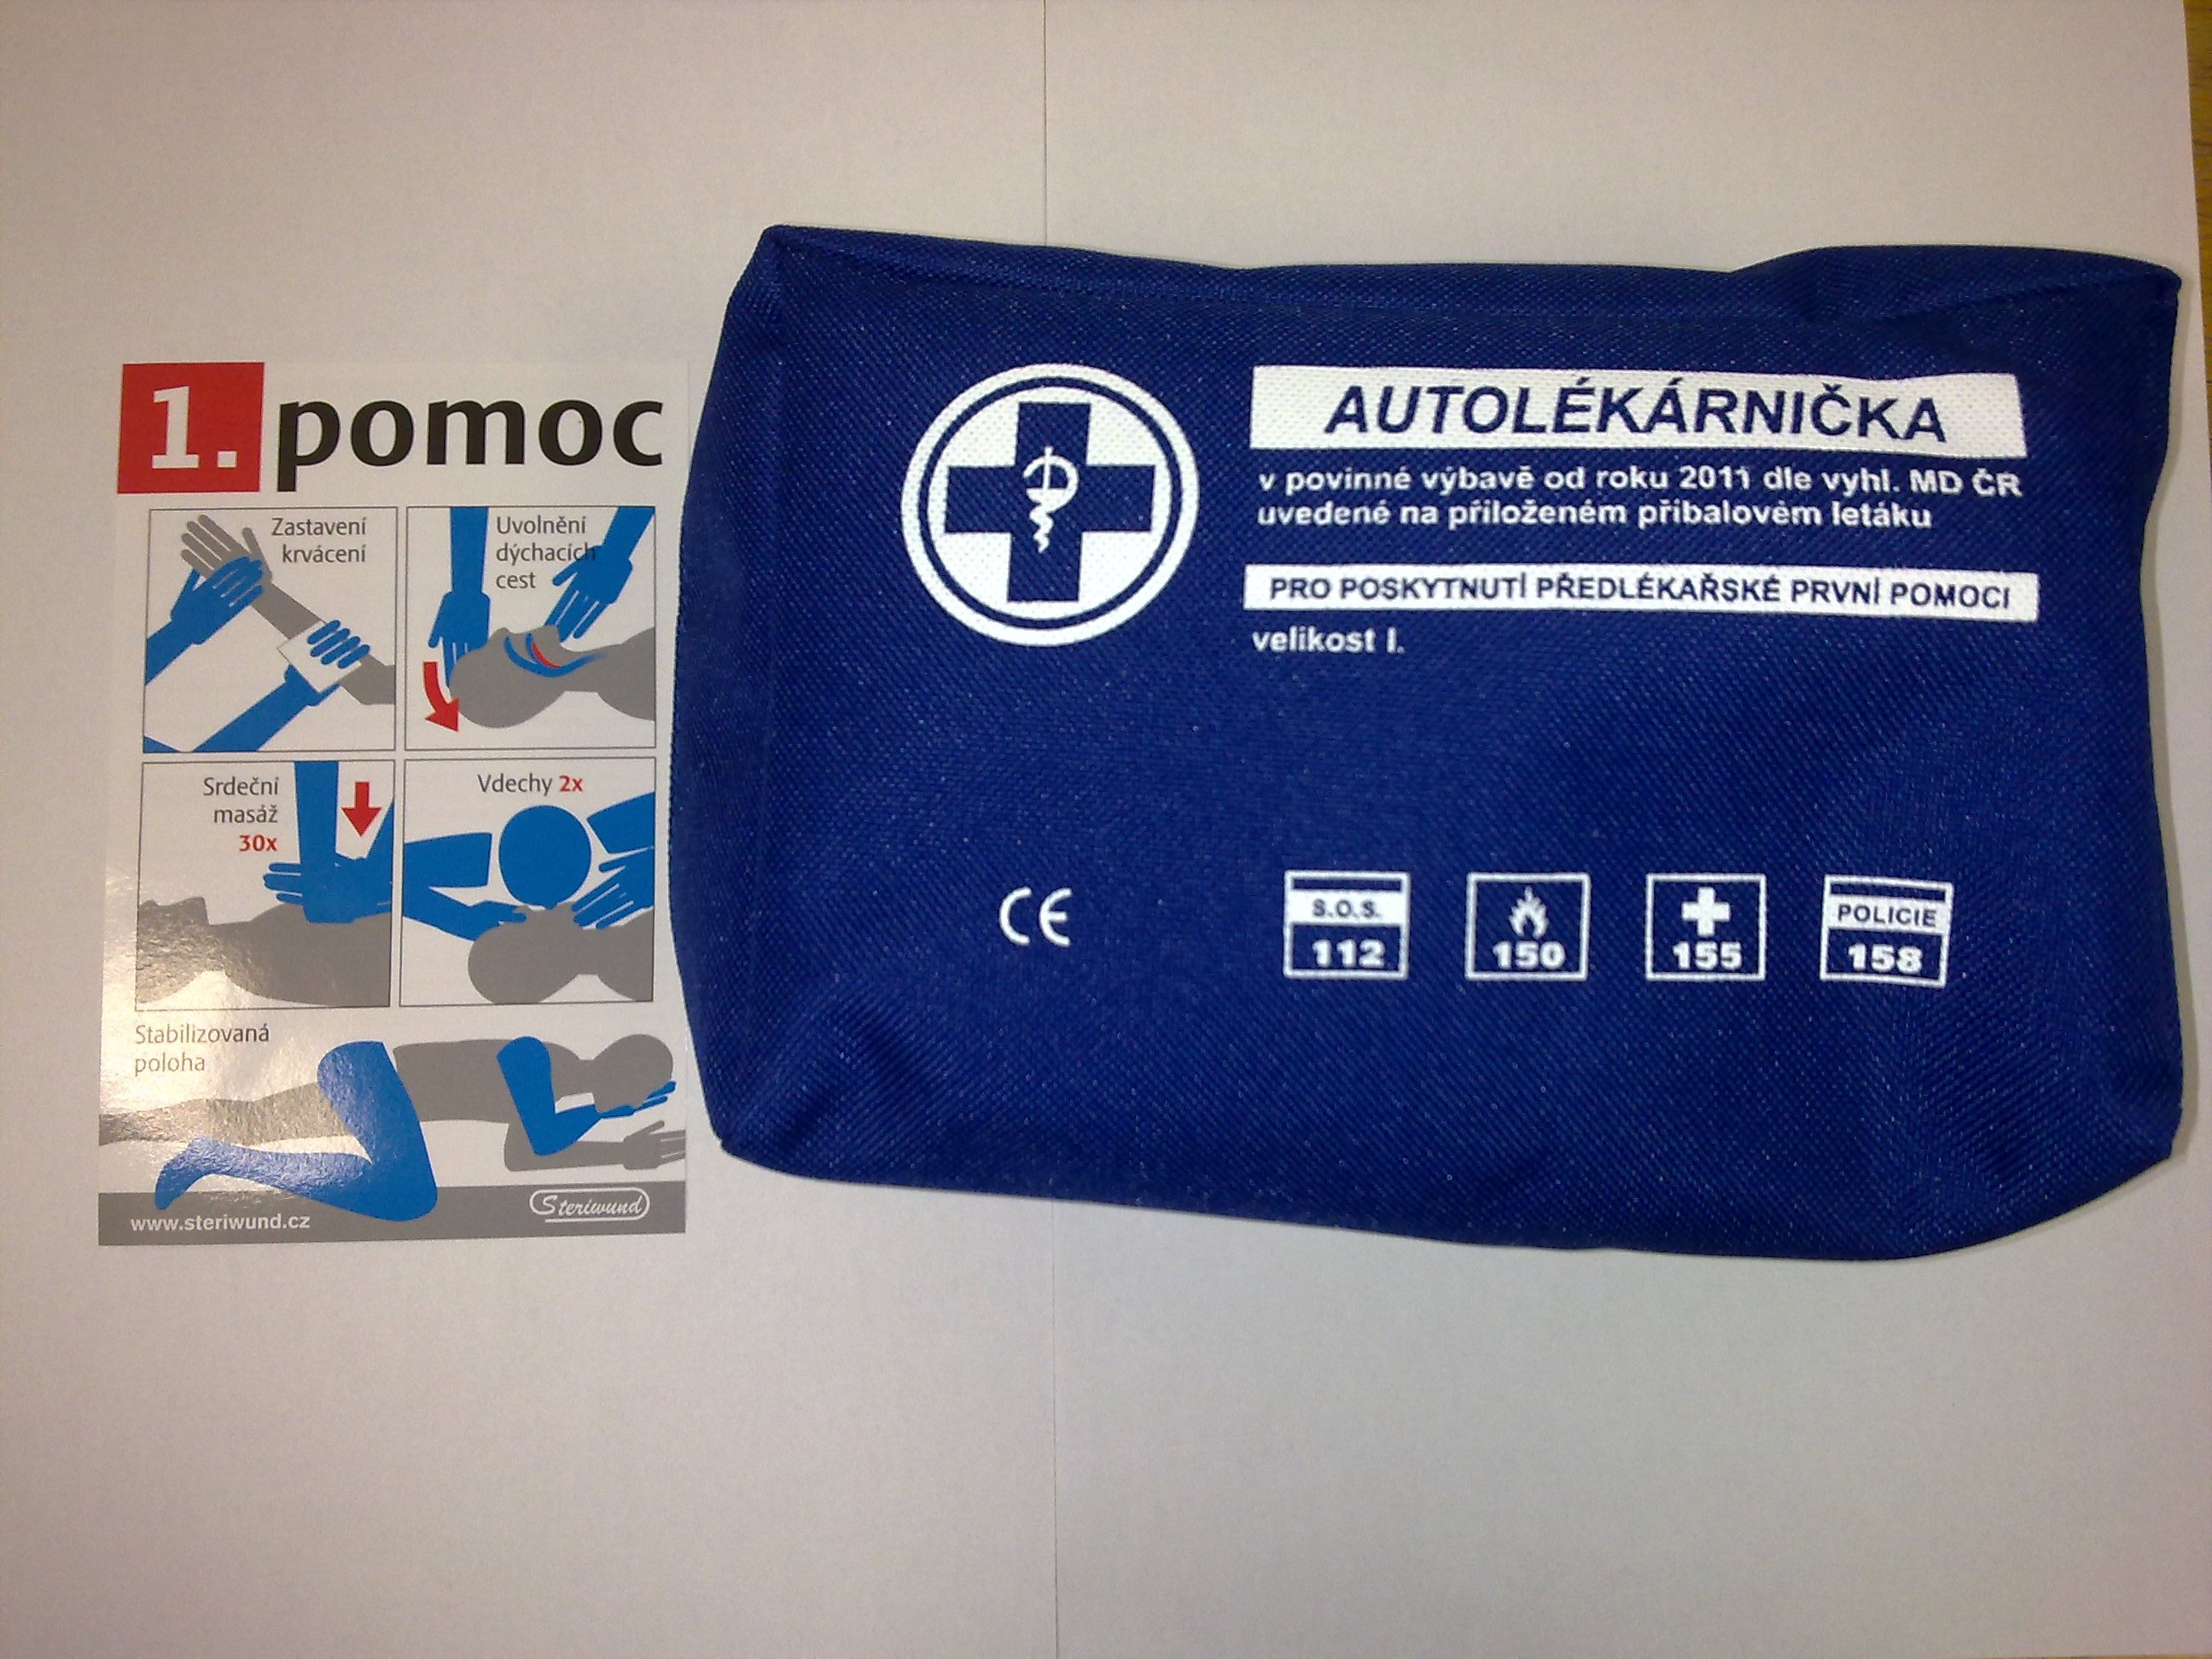 1. pomoc
Zastavení
krvácení
Uvolnění
dýchacích
cest
Srdeční
masáž
30x
Vdechy 2x
Stabilizovaná
poloha
www.steriwund.cz
Steriwund
AUTOLÉKÁRNIČKA
v povinné výbavě od roku 2011 dle vyhl. MD ČR
uvedené na přiloženém příbalovém letáku
PRO POSKYTNUTÍ PŘEDLÉKAŘSKÉ PRVNÍ POMOCI
velikost I.
CE
S.O.S.
112
150
155
POLICIE
158